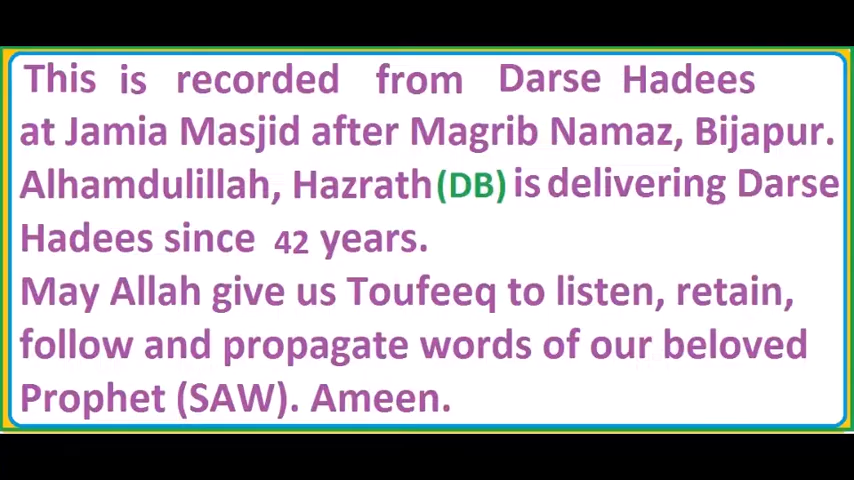 This is recorded from Darse Hadees
at Jamia Masjid after Magrib Namaz, Bijapur.
Alhamdulillah, Hazrath(DB) is delivering Darse
Hadees since 42 years.
May Allah give us Toufeeq to listen, retain,
follow and propagate words of our beloved
Prophet (SAW). Ameen.